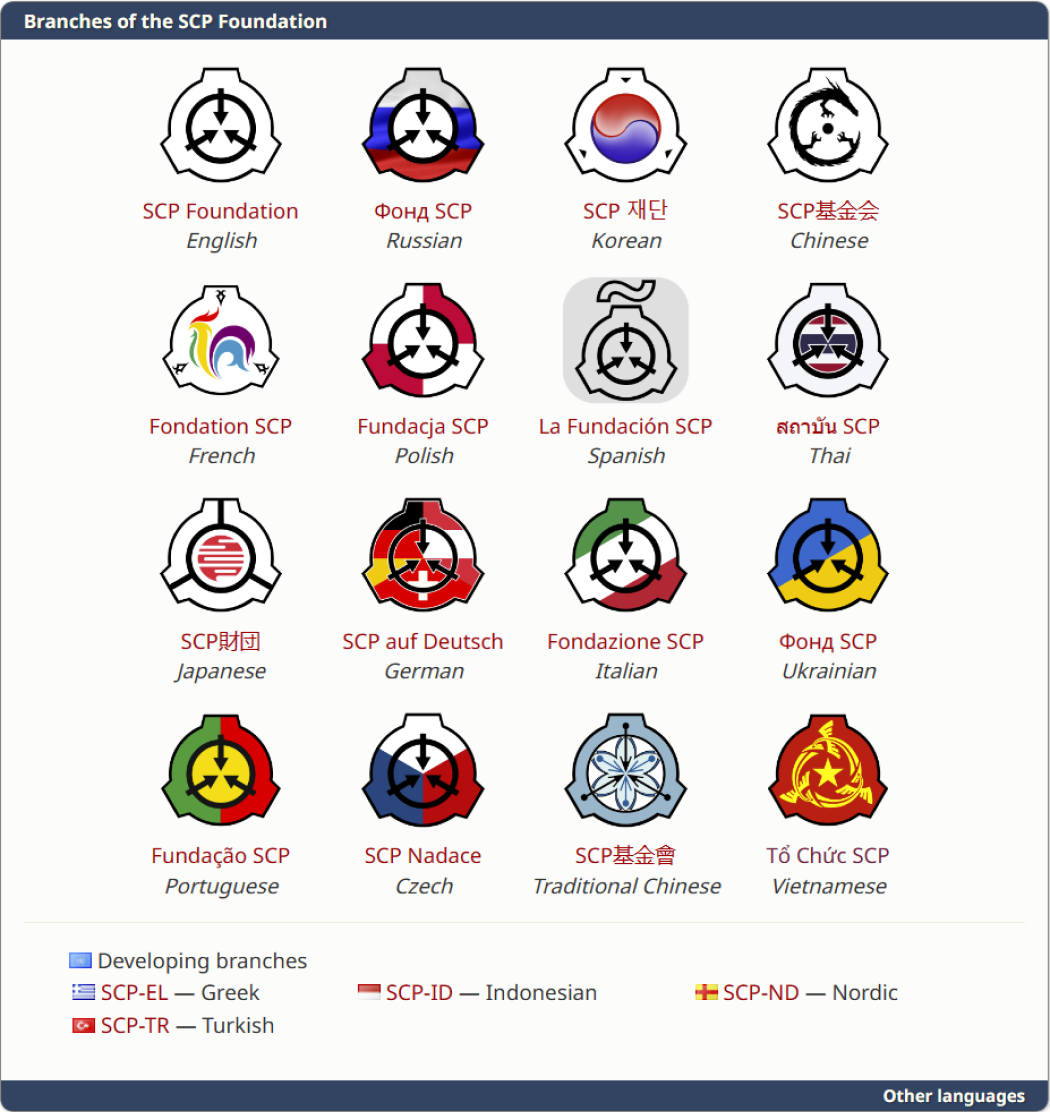 Branches of the SCP Foundation
SCP Foundation
English
Фонд SCP
Russian
SCP 재단
Korean
SCP基金会
Chinese
Fondation SCP
French
Fundacja SCP
Polish
La Fundación SCP
Spanish
สถาบัน SCP
Thai
SCP財団
Japanese
SCP auf Deutsch
German
Fondazione SCP
Italian
Фонд SCP
Ukrainian
Fundação SCP
Portuguese
SCP Nadace
Czech
SCP基金會
Traditional Chinese
Tổ Chức SCP
Vietnamese
Developing branches
SCP-EL — Greek
SCP-ID — Indonesian
SCP-ND — Nordic
SCP-TR — Turkish
Other languages